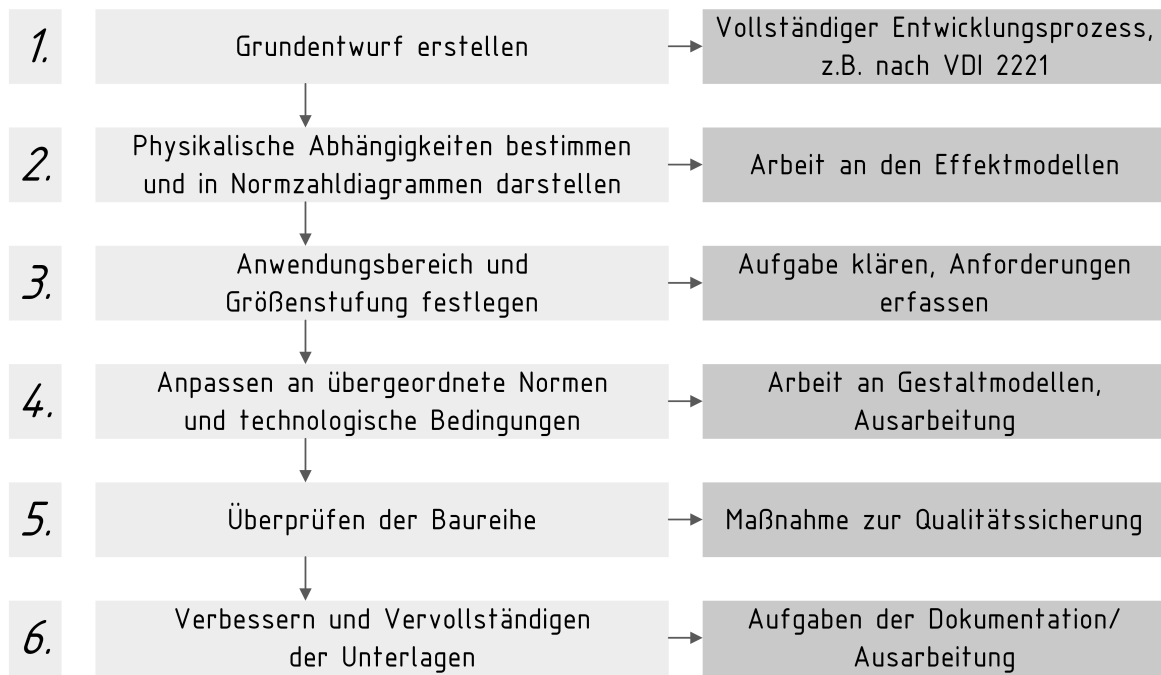 1.
Grundentwurf erstellen
Vollständiger Entwicklungsprozess,
z.B. nach VDI 2221
2.
Physikalische Abhängigkeiten bestimmen
und in Normzahldiagrammen darstellen
Arbeit an den Effektmodellen
3.
Anwendungsbereich und
Größenstufung festlegen
Aufgabe klären, Anforderungen
erfassen
4.
Anpassen an übergeordnete Normen
und technologische Bedingungen
Arbeit an Gestaltmodellen,
Ausarbeitung
5.
Überprüfen der Baureihe
Maßnahme zur Qualitätssicherung
6.
Verbessern und Vervollständigen
der Unterlagen
Aufgaben der Dokumentation/
Ausarbeitung